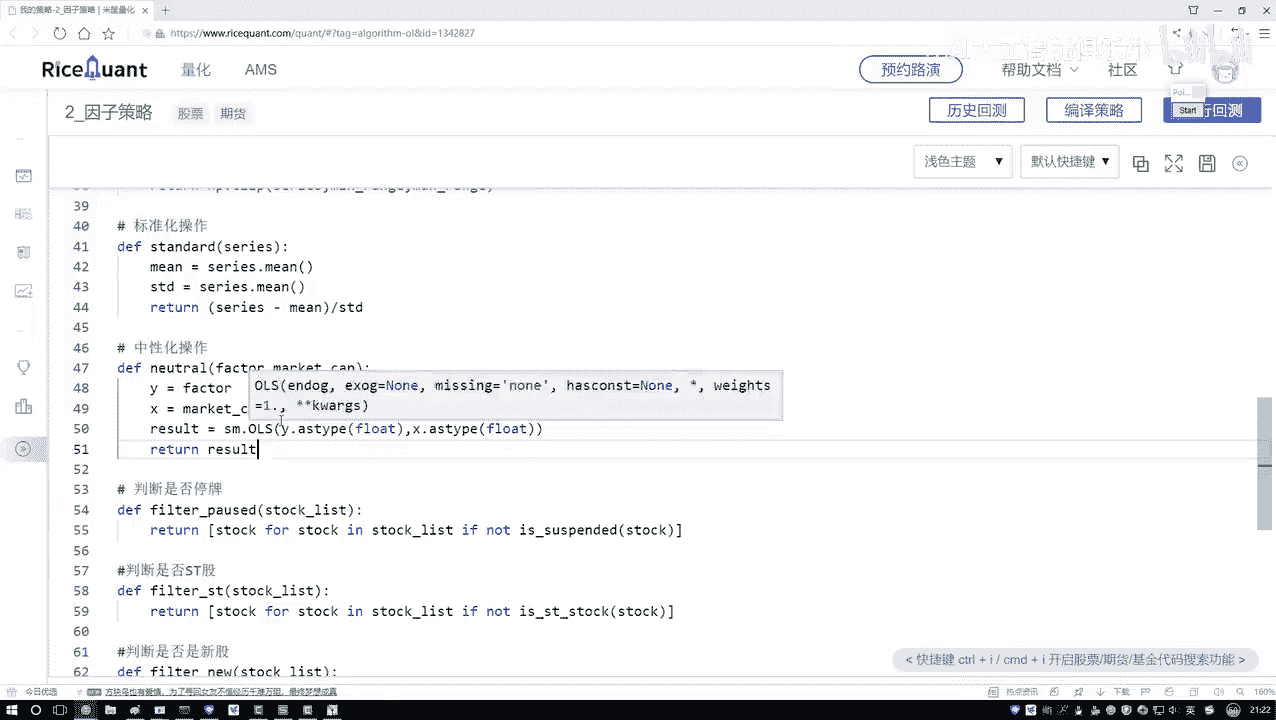 我的策略-2_因子策略 | 米筐量化
https://www.ricequant.com/quant/#?tag=algorithm-ol&id=1342827
RiceQuant 量化 AMS 预约路演 帮助文档 社区
2_因子策略 股票 期货 历史回测 编译策略 行回测
Poi...
Start
浅色主题 ▼ 默认快捷键 ▼
39
40 # 标准化操作
41 def standard(series):
42 mean = series.mean()
43 std = series.mean()
44 return (series - mean)/std
45
46 # 中性化操作
47 def neutral(factor,market_cap):
OLS(endog, exog=None, missing='none', hasconst=None, *, weights
=1., **kwargs)
48 y = factor
49 x = market_c
50 result = sm.OLS(y.astype(float),x.astype(float))
51 return result
52
53 # 判断是否停牌
54 def filter_paused(stock_list):
55 return [stock for stock in stock_list if not is_suspended(stock)]
56
57 #判断是否ST股
58 def filter_st(stock_list):
59 return [stock for stock in stock_list if not is_st_stock(stock)]
60
61 #判断是否是新股
62 def filter_new(stock_list):
< 快捷键 ctrl + i / cmd + i 开启股票/期货/基金代码搜索功能 >
今日优选 热点资讯 下载 160%
英 21:22